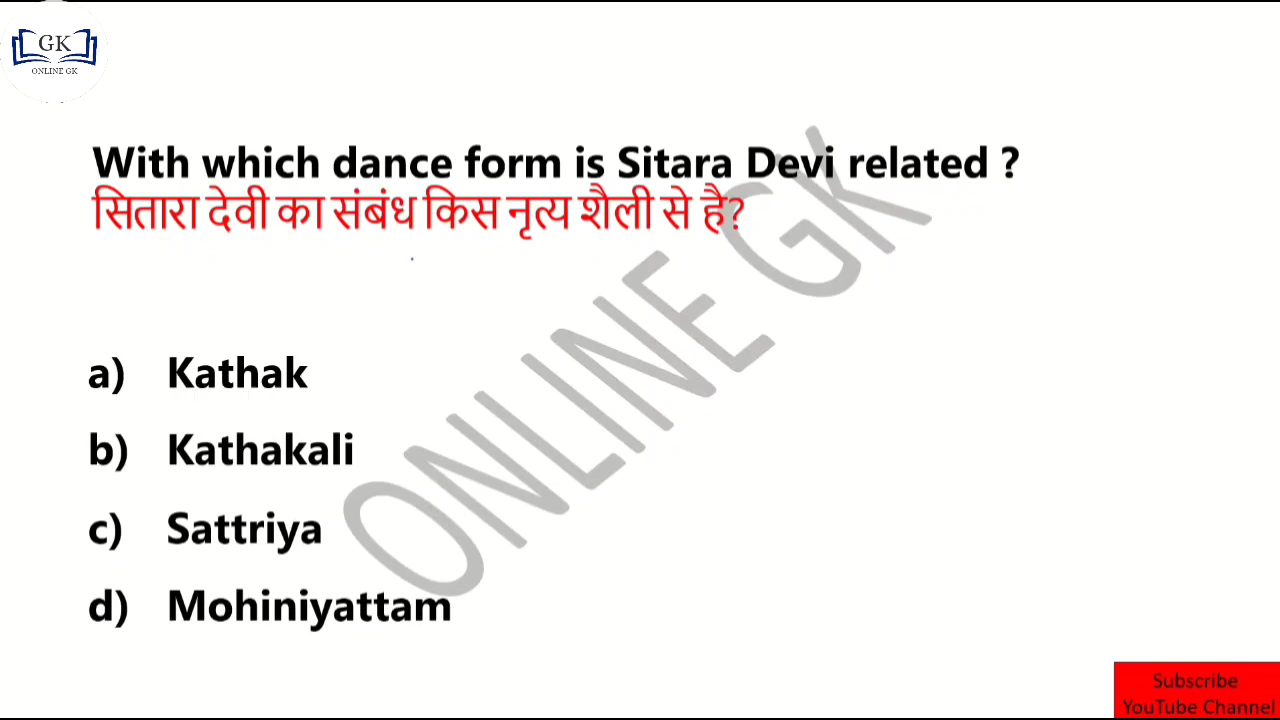 GK
ONLINE GK
With which dance form is Sitara Devi related ?
सितारा देवी का संबंध किस नृत्य शैली से है?
a) Kathak
b) Kathakali
c) Sattriya
d) Mohiniyattam
ONLINE GK
Subscribe
YouTube Channel